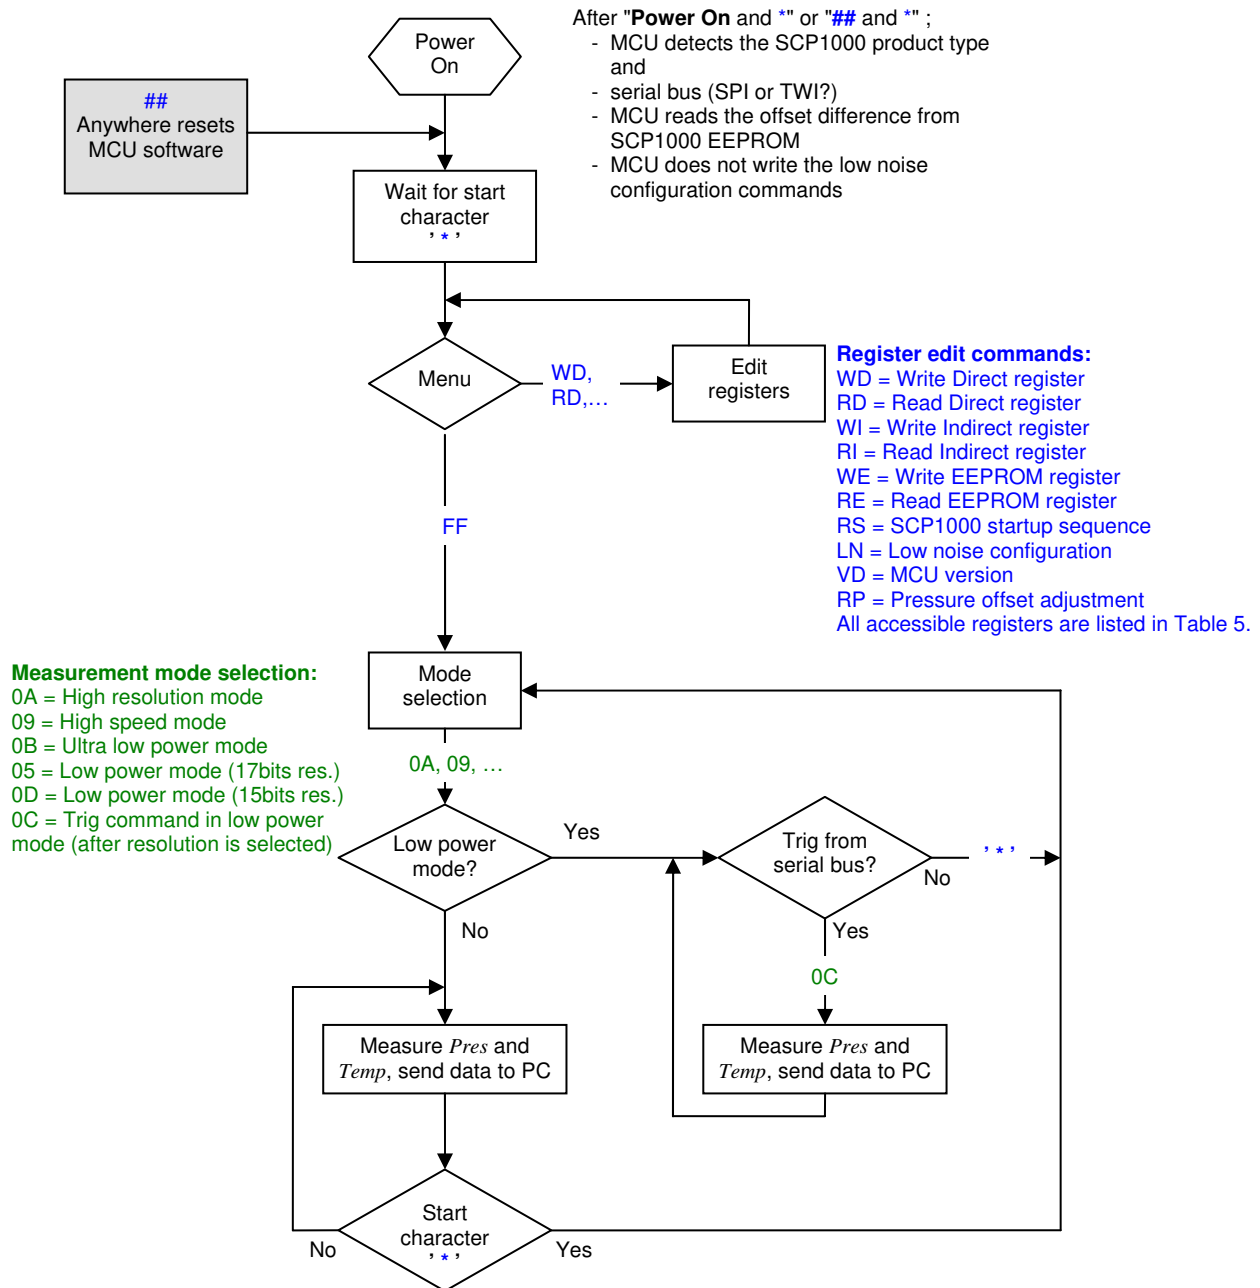 Power
On
After "Power On and *" or "## and *" ;
- MCU detects the SCP1000 product type
and
- serial bus (SPI or TWI?)
- MCU reads the offset difference from
SCP1000 EEPROM
- MCU does not write the low noise
configuration commands
##
Anywhere resets
MCU software
Wait for start
character
' * '
Menu
WD,
RD,…
Edit
registers
Register edit commands:
WD = Write Direct register
RD = Read Direct register
WI = Write Indirect register
RI = Read Indirect register
WE = Write EEPROM register
RE = Read EEPROM register
RS = SCP1000 startup sequence
LN = Low noise configuration
VD = MCU version
RP = Pressure offset adjustment
All accessible registers are listed in Table 5.
FF
Mode
selection
Measurement mode selection:
0A = High resolution mode
09 = High speed mode
0B = Ultra low power mode
05 = Low power mode (17bits res.)
0D = Low power mode (15bits res.)
0C = Trig command in low power
mode (after resolution is selected)
0A, 09, …
Low power
mode?
Yes
No
Trig from
serial bus?
No
' * '
Yes
0C
Measure Pres and
Temp, send data to PC
Measure Pres and
Temp, send data to PC
Start
character
' * '
No
Yes